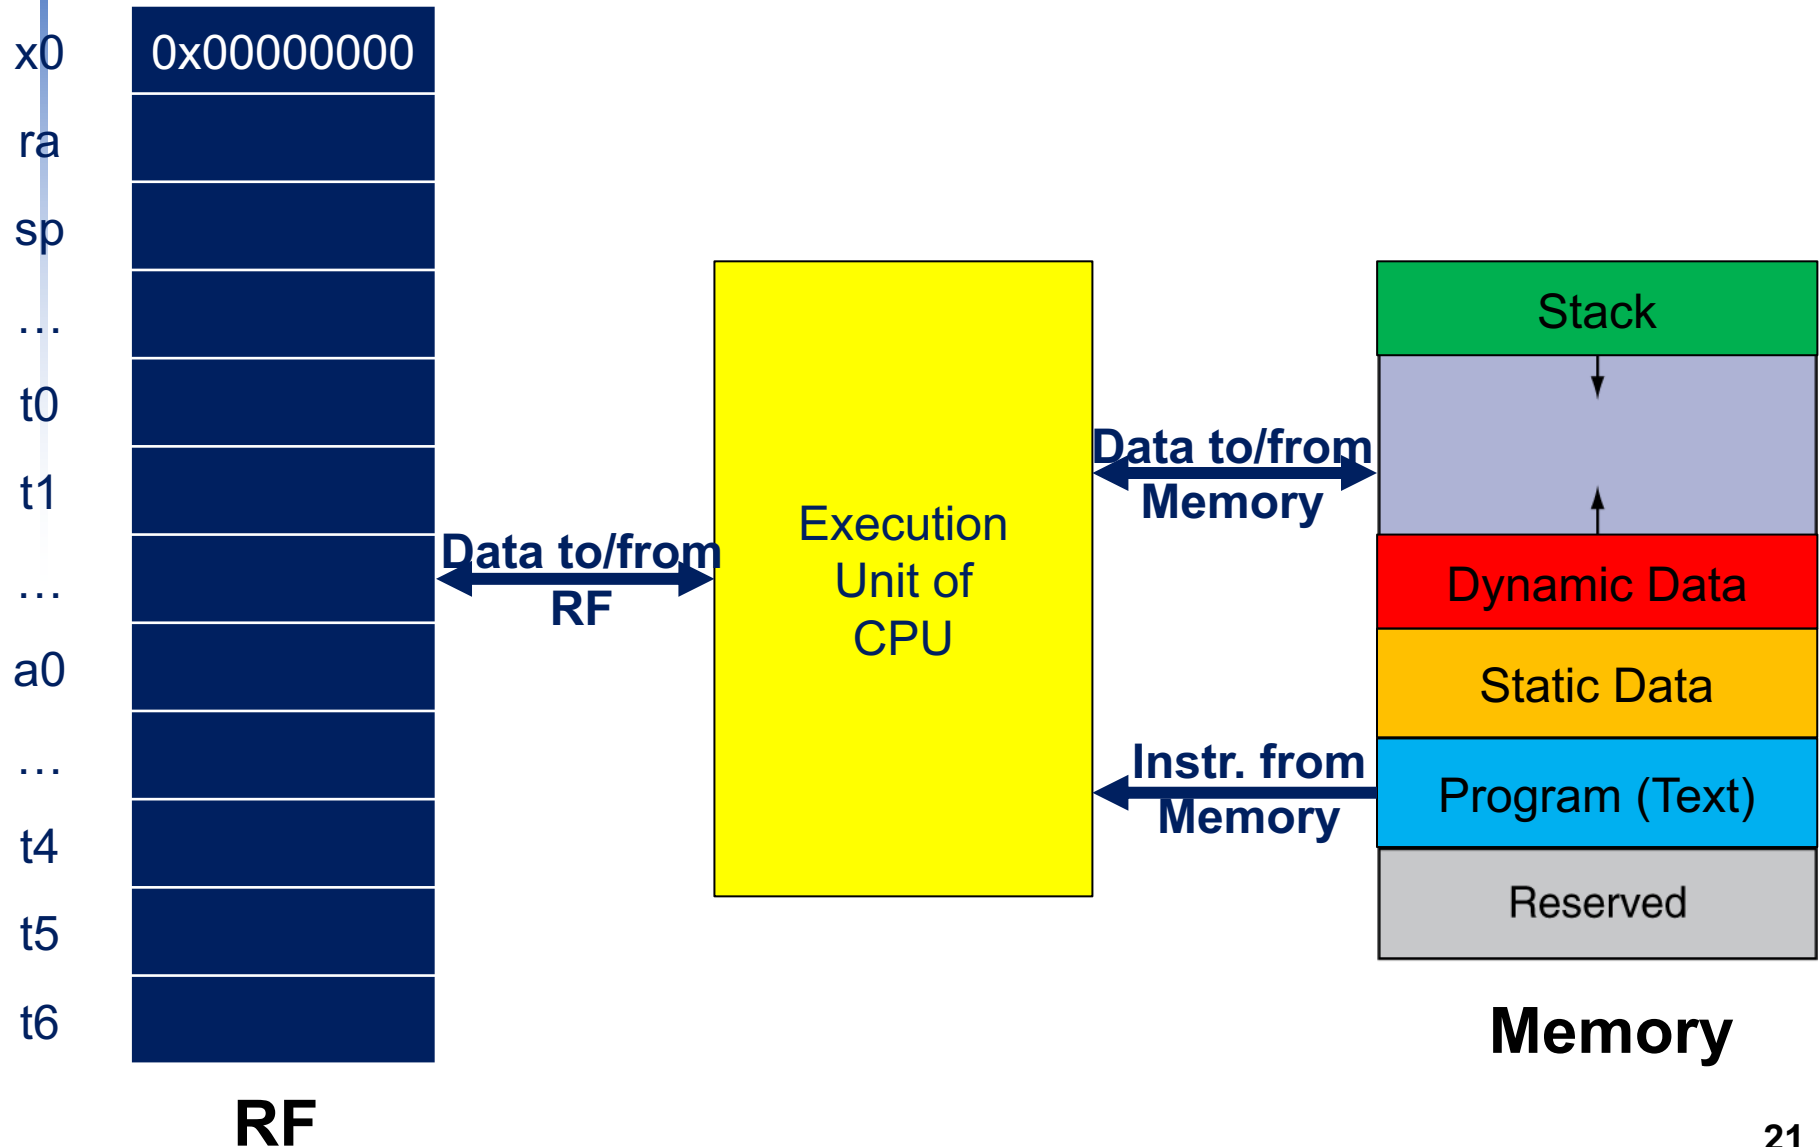 x0
0x00000000
ra
sp
...
t0
t1
...
a0
...
t4
t5
t6
RF
Data to/from
RF
Execution
Unit of
CPU
Data to/from
Memory
Instr. from
Memory
Stack
Dynamic Data
Static Data
Program (Text)
Reserved
Memory
21